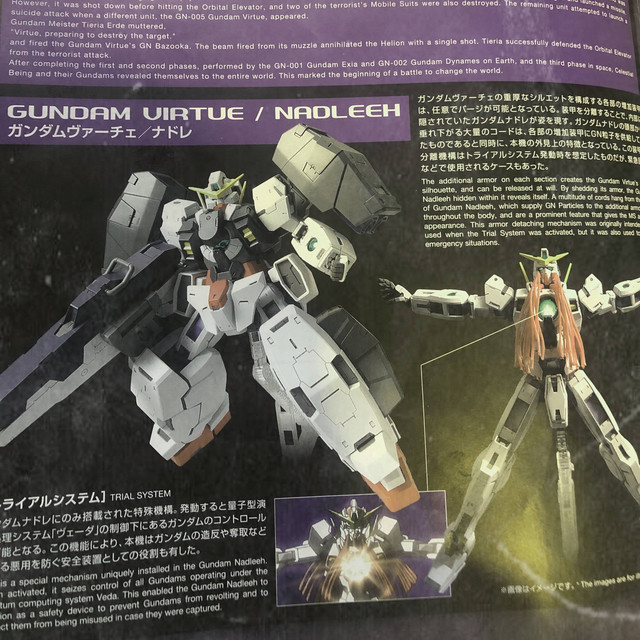 However, it was shot down before hitting the Orbital Elevator, and two of the terrorist's Mobile Suits were also destroyed. The remaining unit attempted to launch a
suicide attack when a different unit, the GN-005 Gundam Virtue, appeared.
Gundam Meister Tieria Erde muttered,
"Virtue, preparing to destroy the target."
and fired the Gundam Virtue's GN Bazooka. The beam fired from its muzzle annihilated the Helion with a single shot. Tieria successfully defended the Orbital Elevator
from the terrorist attack.
After completing the first and second phases, performed by the GN-001 Gundam Exia and GN-002 Gundam Dynames on Earth, and the third phase in space, Celestial
Being and their Gundams revealed themselves to the entire world. This marked the beginning of a battle to change the world.
GUNDAM VIRTUE / NADLEEH
ガンダムヴァーチェ／ナドレ
ガンダムヴァーチェの重厚なシルエットを構成する各部の増加装甲
は、任意でパージが可能となっている。装甲を分離することで、内部に
隠されていたガンダムナドレが姿を現す。ガンダムナドレの頭部から
垂れ下がる大量のコードは、各部の増加装甲にGN粒子を供給して
たものであると同時に、本機の外見上の特徴となっている。この装甲
分離機構はトライアルシステム発動時を想定したものだが、緊急
などで使用されるケースもあった。
The additional armor on each section creates the Gundam Virtue's
silhouette, and can be released at will. By shedding its armor, the
Nadleeh hidden within it reveals itself. A multitude of cords hang from the
of Gundam Nadleeh, which supply GN Particles to the additional armor
throughout the body, and are a prominent feature that gives the MS
appearance. This armor detaching mechanism was originally intended
used when the Trial System was activated, but it was also used
emergency situations.
トライアルシステム］ TRIAL SYSTEM
ダムナドレにのみ搭載された特殊機構。発動すると量子型演
理システム「ヴェーダ」の制御下にあるガンダムのコントロール
可能となる。この機能により、本機はガンダムの造反や奪取など
る悪用を防ぐ安全装置としての役割も有した。
is a special mechanism uniquely installed in the Gundam Nadleeh.
activated, it seizes control of all Gundams operating under the
tum computing system Veda. This enabled the Gundam Nadleeh to
ion as a safety device to prevent Gundams from revolting and to
ct them from being misused in case they were captured.
※画像はイメージです。 * The images are for